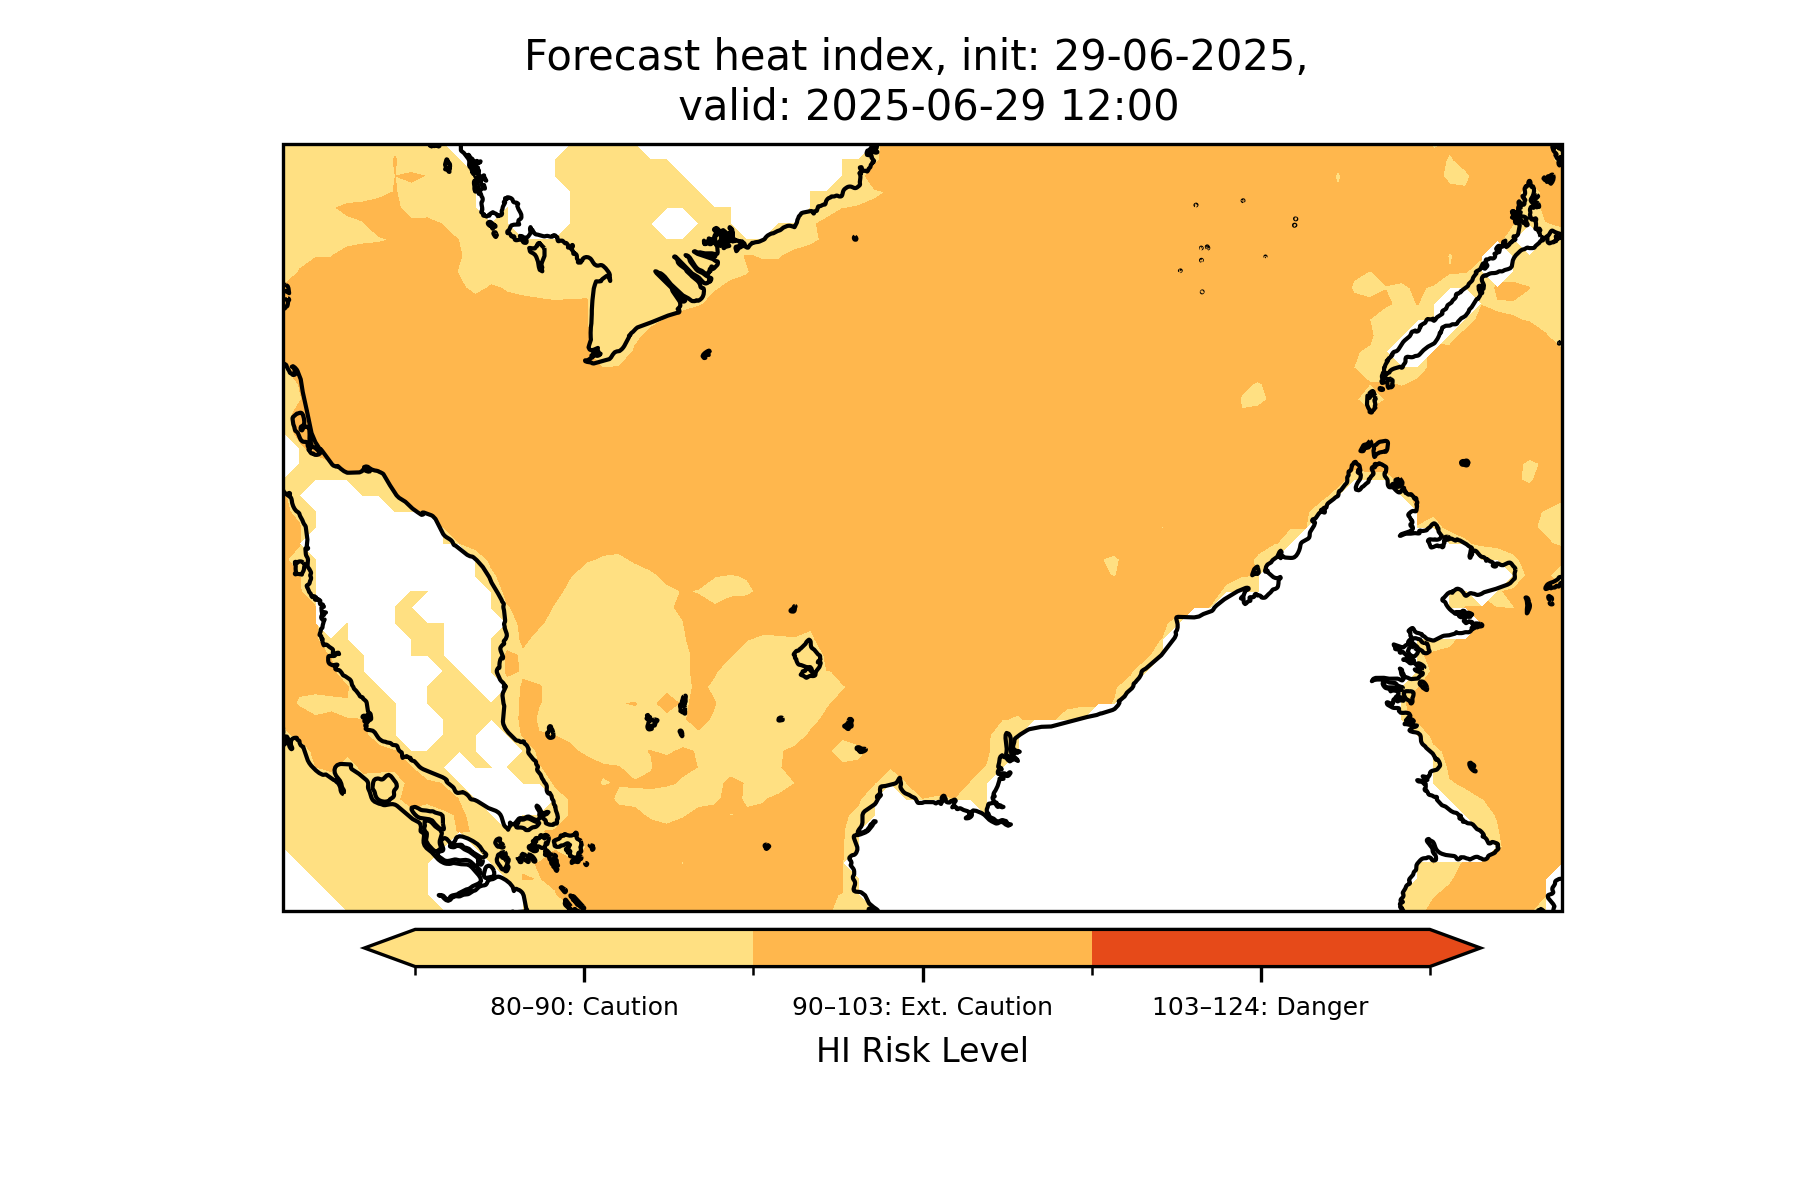 Forecast heat index, init: 29-06-2025,
valid: 2025-06-29 12:00
80–90: Caution
90–103: Ext. Caution
103–124: Danger
HI Risk Level